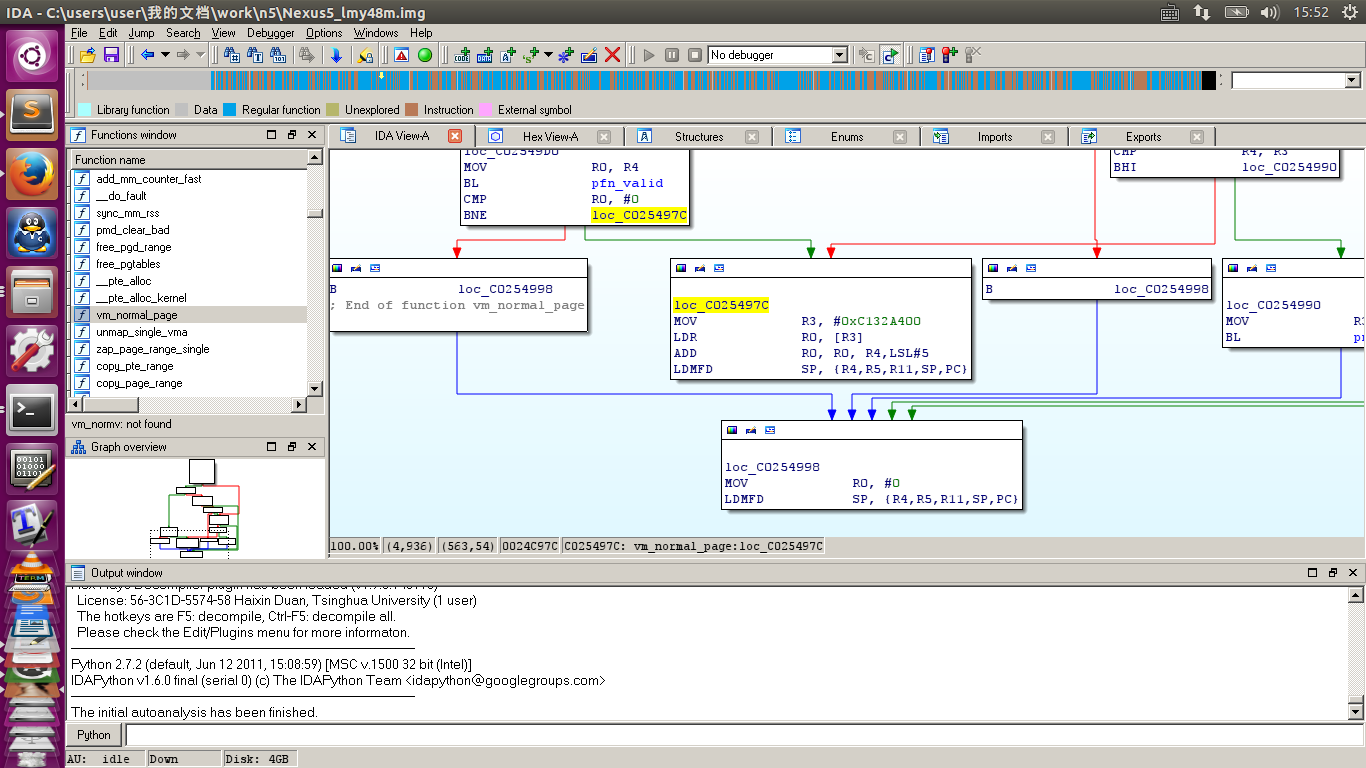 IDA - C:\users\user\我的文档\work\n5\Nexus5_lmy48m.img
15:52
File Edit Jump Search View Debugger Options Windows Help
No debugger
Library function Data Regular function Unexplored Instruction External symbol
Functions window
Function name
add_mm_counter_fast
__do_fault
sync_mm_rss
pmd_clear_bad
free_pgd_range
free_pgtables
__pte_alloc
__pte_alloc_kernel
vm_normal_page
unmap_single_vma
zap_page_range_single
copy_pte_range
copy_page_range
vm_normv: not found
Graph overview
IDA View-A Hex View-A Structures Enums Imports Exports
loc_C02549D0
MOV R0, R4
BL pfn_valid
CMP R0, #0
BNE loc_C025497C
CMP R4, R3
BHI loc_C0254990
B loc_C0254998
; End of function vm_normal_page
loc_C025497C
MOV R3, #0xC132A400
LDR R0, [R3]
ADD R0, R0, R4,LSL#5
LDMFD SP, {R4,R5,R11,SP,PC}
B loc_C0254998
loc_C0254990
MOV
BL
loc_C0254998
MOV R0, #0
LDMFD SP, {R4,R5,R11,SP,PC}
100.00% (4,936) (563,54) 0024C97C C025497C: vm_normal_page:loc_C025497C
Output window
License: 56-3C1D-5574-58 Haixin Duan, Tsinghua University (1 user)
The hotkeys are F5: decompile, Ctrl-F5: decompile all.
Please check the Edit/Plugins menu for more informaton.
Python 2.7.2 (default, Jun 12 2011, 15:08:59) [MSC v.1500 32 bit (Intel)]
IDAPython v1.6.0 final (serial 0) (c) The IDAPython Team <idapython@googlegroups.com>
The initial autoanalysis has been finished.
Python
AU: idle Down Disk: 4GB